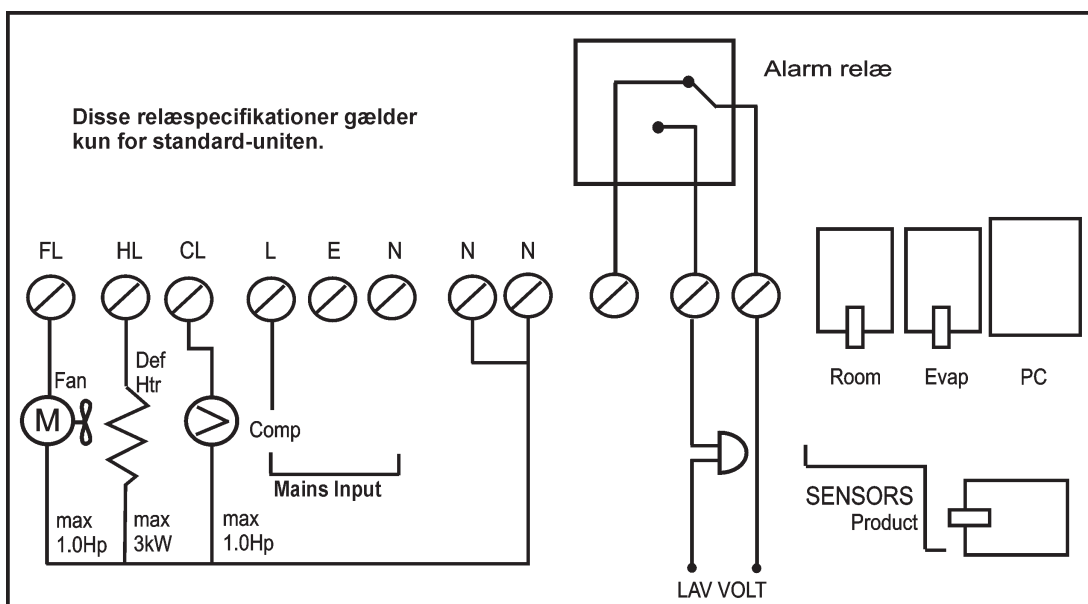 Alarm relæ
Disse relæspecifikationer gælder
kun for standard-uniten.
FL HL CL L E N N N
Def
Htr
Fan
M
Comp
Mains Input
max
1.0Hp
max
3kW
max
1.0Hp
LAV VOLT
Room Evap PC
SENSORS
Product